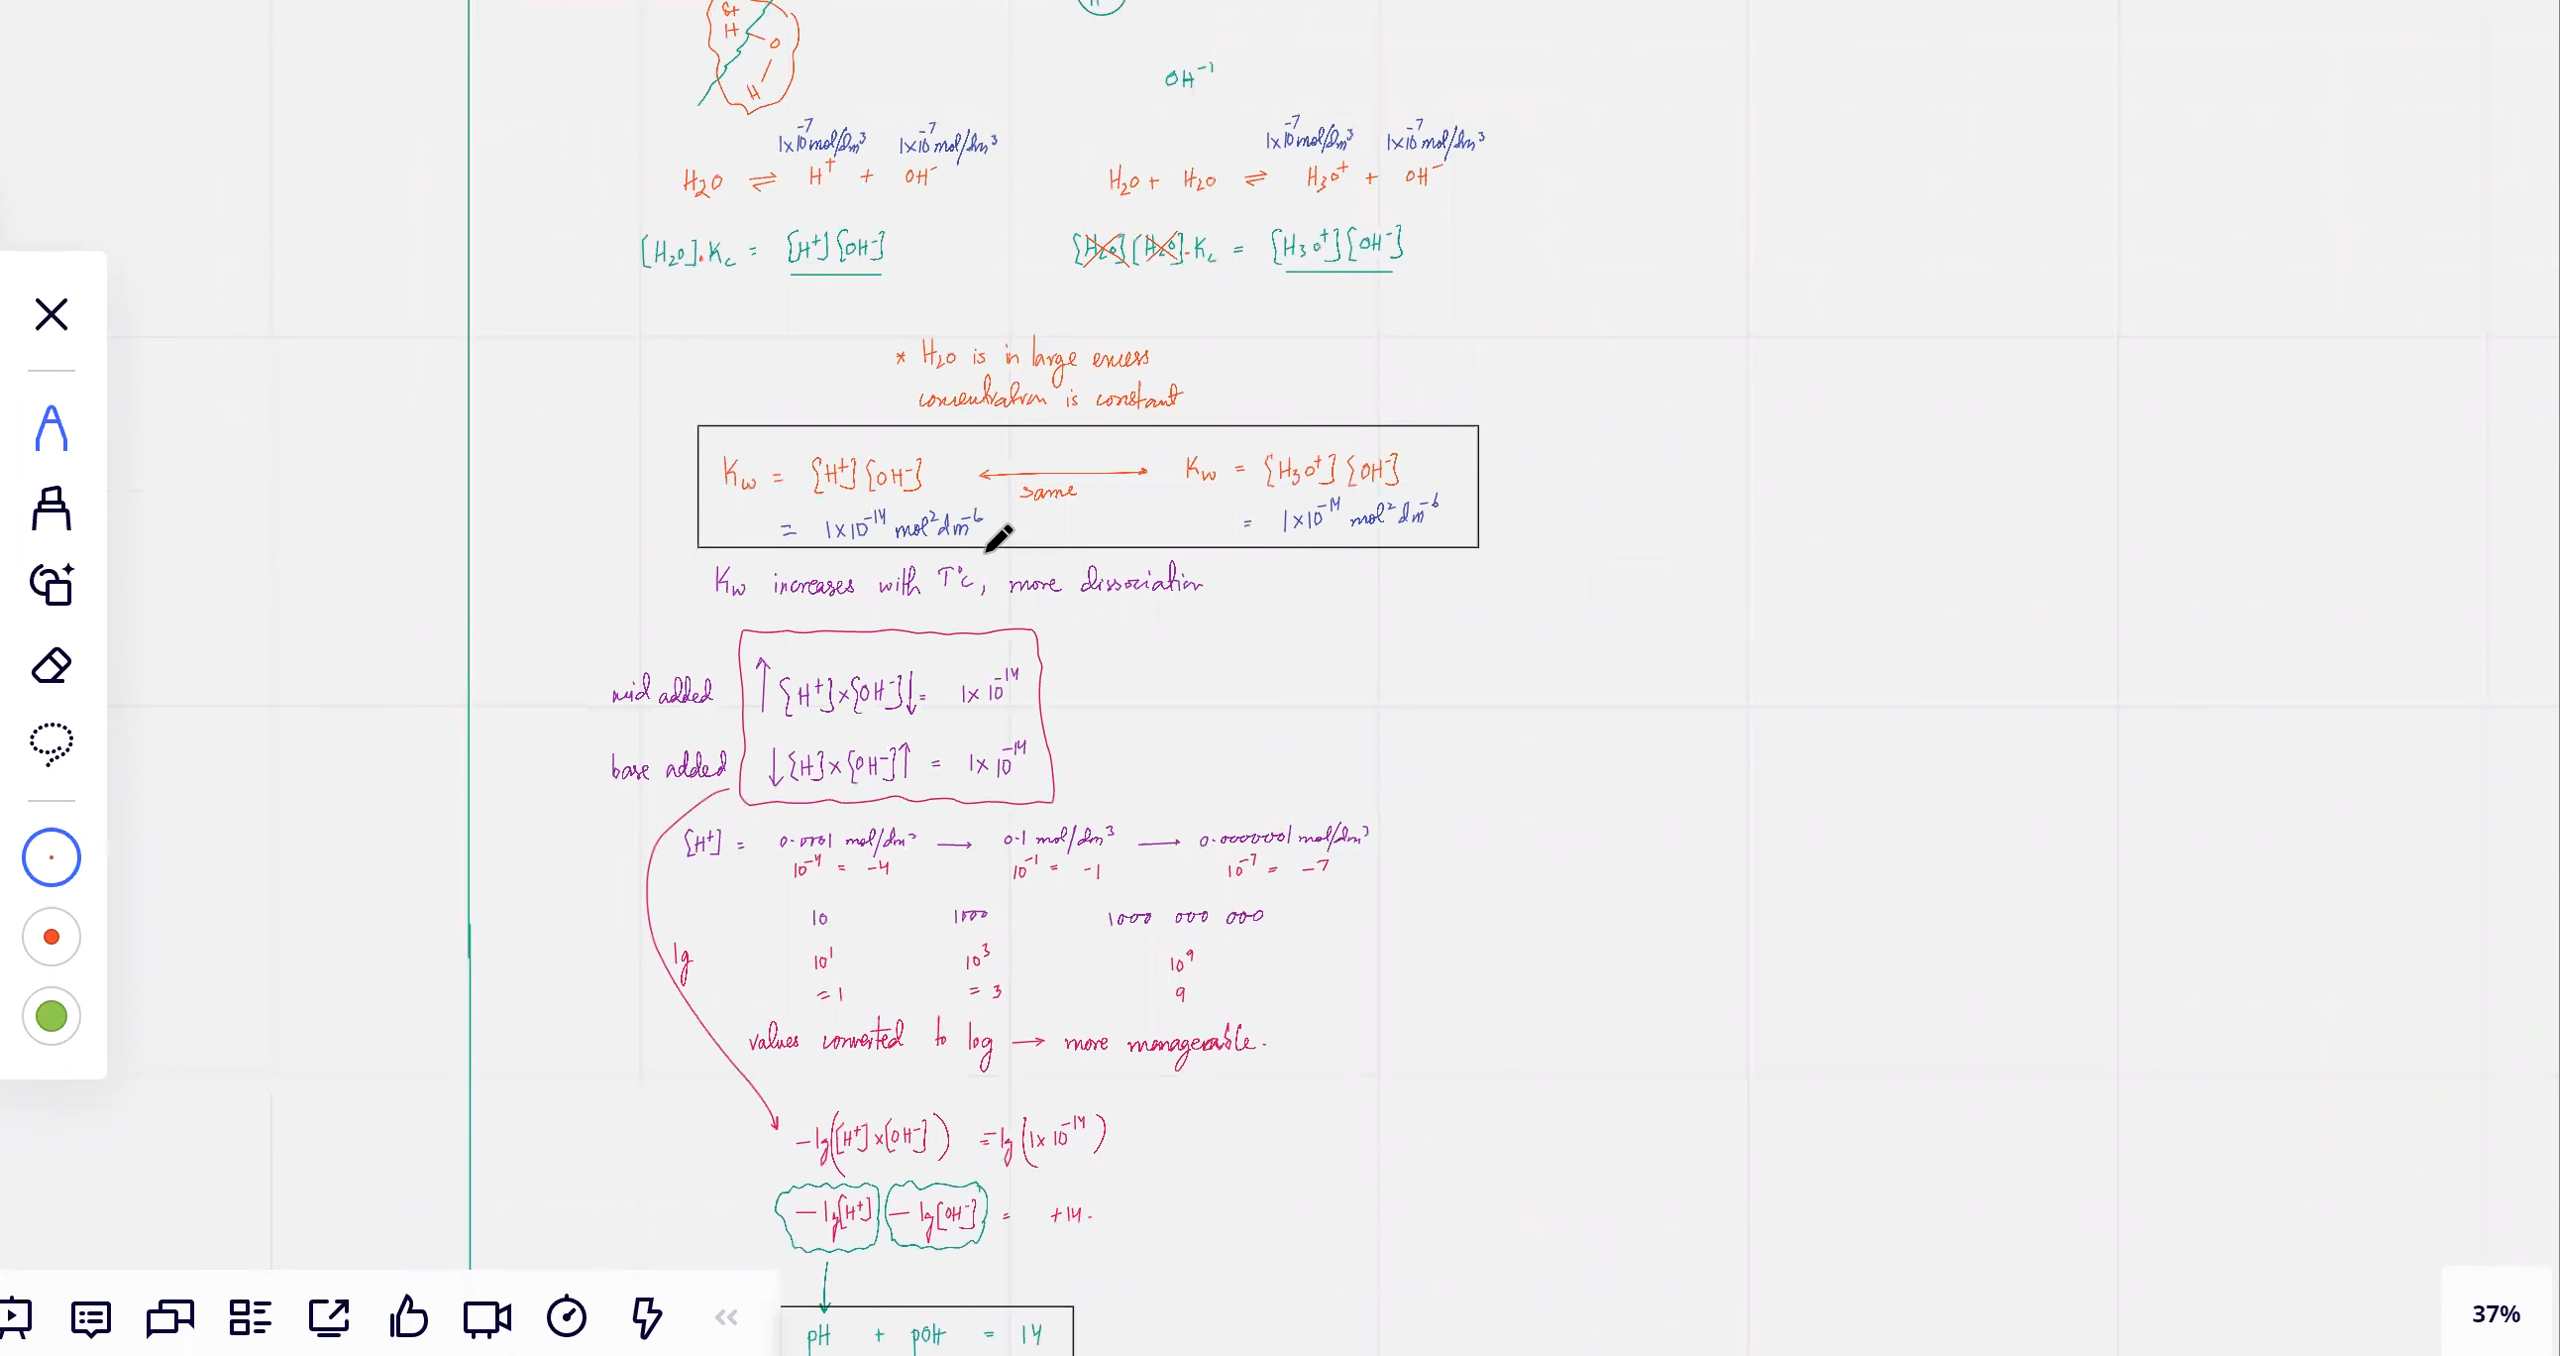 δ+
H
O
H
H
OH⁻¹
1×10⁻⁷ mol/dm³ 1×10⁻⁷ mol/dm³
H₂O ⇌ H⁺ + OH⁻
1×10⁻⁷ mol/dm³ 1×10⁻⁷ mol/dm³
H₂O + H₂O ⇌ H₃O⁺ + OH⁻
[H₂O].Kc = [H⁺][OH⁻]
[H₂O][H₂O].Kc = [H₃O⁺][OH⁻]
* H₂O is in large excess
concentration is constant
Kw = [H⁺][OH⁻] ⟷ Kw = [H₃O⁺][OH⁻]
same
= 1×10⁻¹⁴ mol²dm⁻⁶ = 1×10⁻¹⁴ mol²dm⁻⁶
Kw increases with T°C, more dissociation
acid added ↑[H⁺]×[OH⁻]↓ = 1×10⁻¹⁴
base added ↓[H]×[OH⁻]↑ = 1×10⁻¹⁴
[H⁺] = 0.0001 mol/dm³ → 0.1 mol/dm³ → 0.0000001 mol/dm³
10⁻⁴ = -4 10⁻¹ = -1 10⁻⁷ = -7
10 1000 1000 000 000
lg 10¹ 10³ 10⁹
= 1 = 3 9
values converted to log → more manageable.
-lg([H⁺]×[OH⁻]) = -lg(1×10⁻¹⁴)
-lg[H⁺] -lg[OH⁻] = +14.
pH + pOH = 14
37%